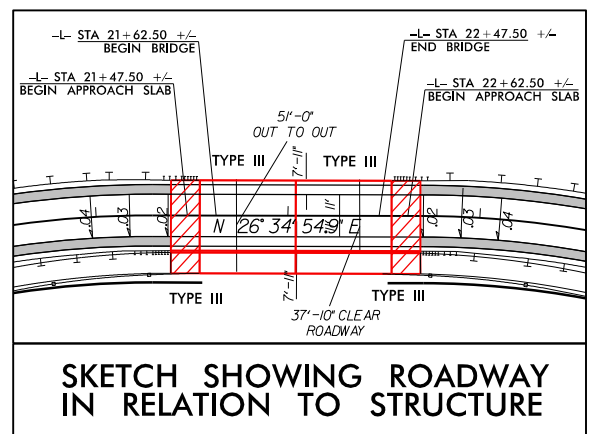 -L- STA 21+62.50 +/-
BEGIN BRIDGE
-L- STA 22+47.50 +/-
END BRIDGE
-L- STA 21+47.50 +/-
BEGIN APPROACH SLAB
-L- STA 22+62.50 +/-
BEGIN APPROACH SLAB
51'-0"
OUT TO OUT
TYPE III
7'-11"
TYPE III
.04
.03
.02
11'
.02
.03
.04
N 26° 34' 54.9" E
TYPE III
7'-11"
TYPE III
37'-10" CLEAR
ROADWAY
SKETCH SHOWING ROADWAY
IN RELATION TO STRUCTURE